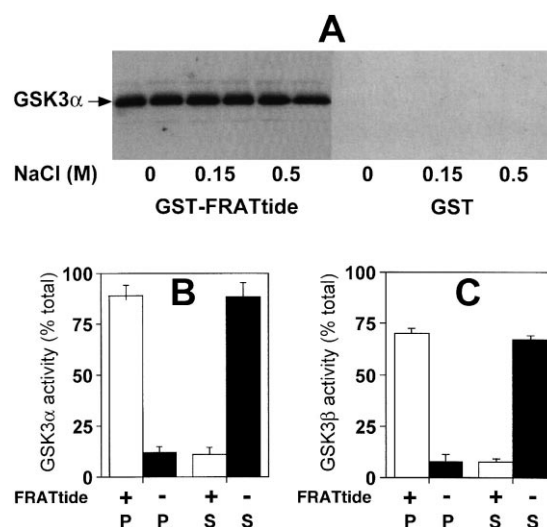 A
GSK3α
NaCl (M) 0 0.15 0.5 0 0.15 0.5
GST-FRATtide GST
B
GSK3α activity (% total)
100
75
50
25
0
FRATtide + - + -
P P S S
C
GSK3β activity (% total)
100
75
50
25
0
FRATtide + - + -
P P S S